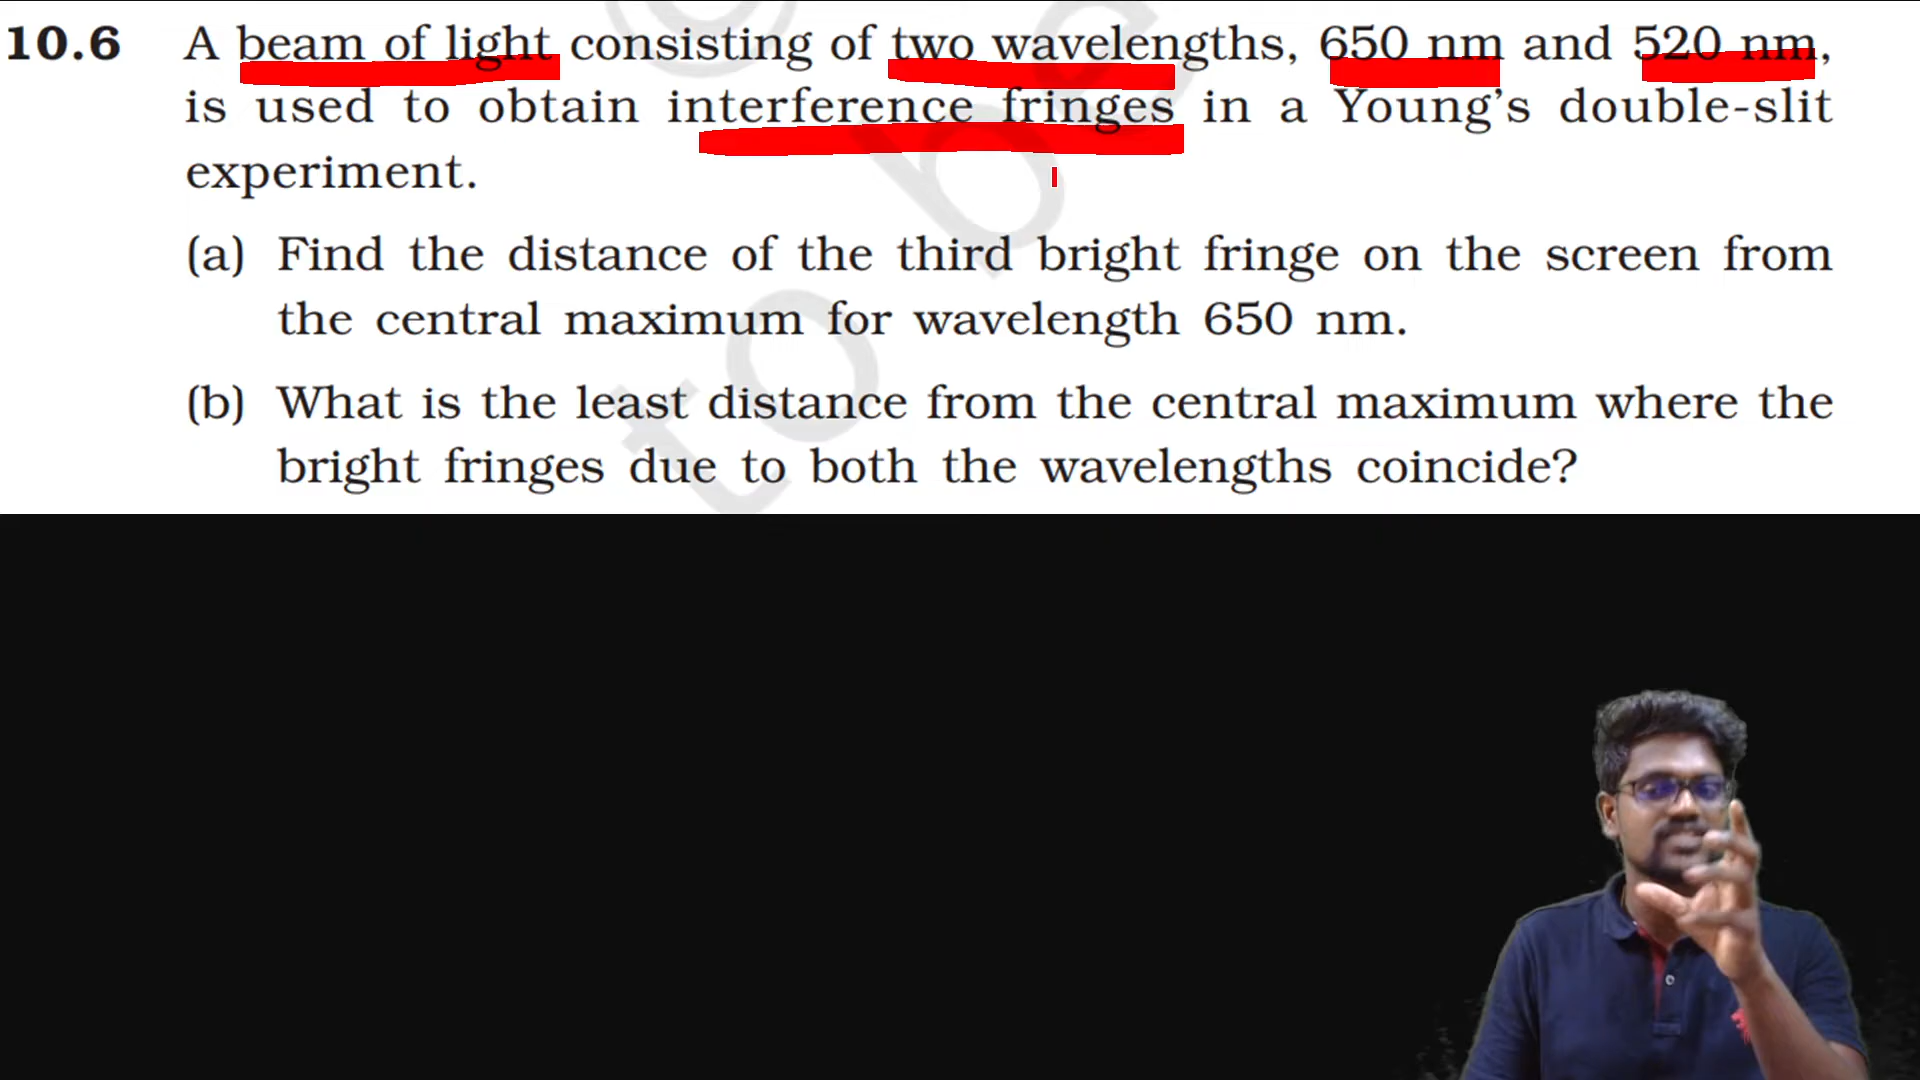 10.6 A beam of light consisting of two wavelengths, 650 nm and 520 nm,
is used to obtain interference fringes in a Young's double-slit
experiment.
(a) Find the distance of the third bright fringe on the screen from
the central maximum for wavelength 650 nm.
(b) What is the least distance from the central maximum where the
bright fringes due to both the wavelengths coincide?
to be